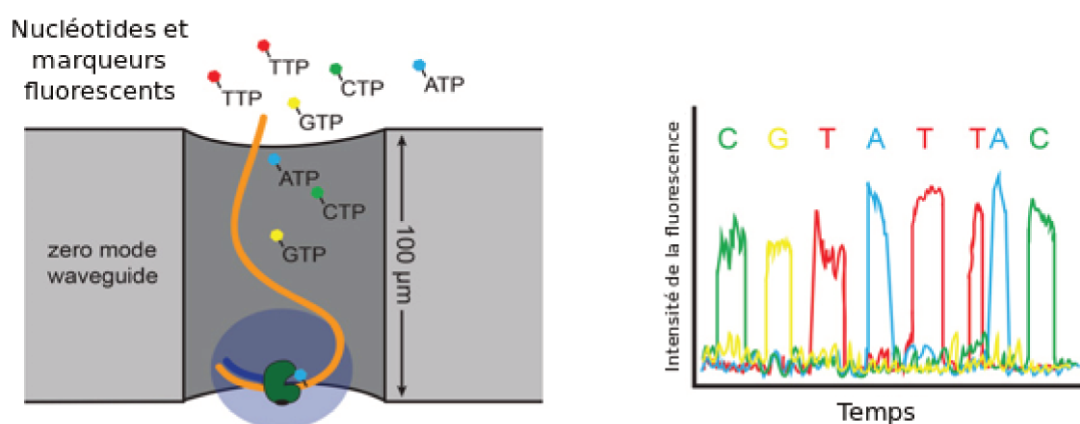 Nucléotides et
marqueurs
fluorescents
TTP
TTP
CTP
ATP
GTP
ATP
CTP
GTP
zero mode
waveguide
100 µm
Intensité de la fluorescence
C G T A T T A C
Temps